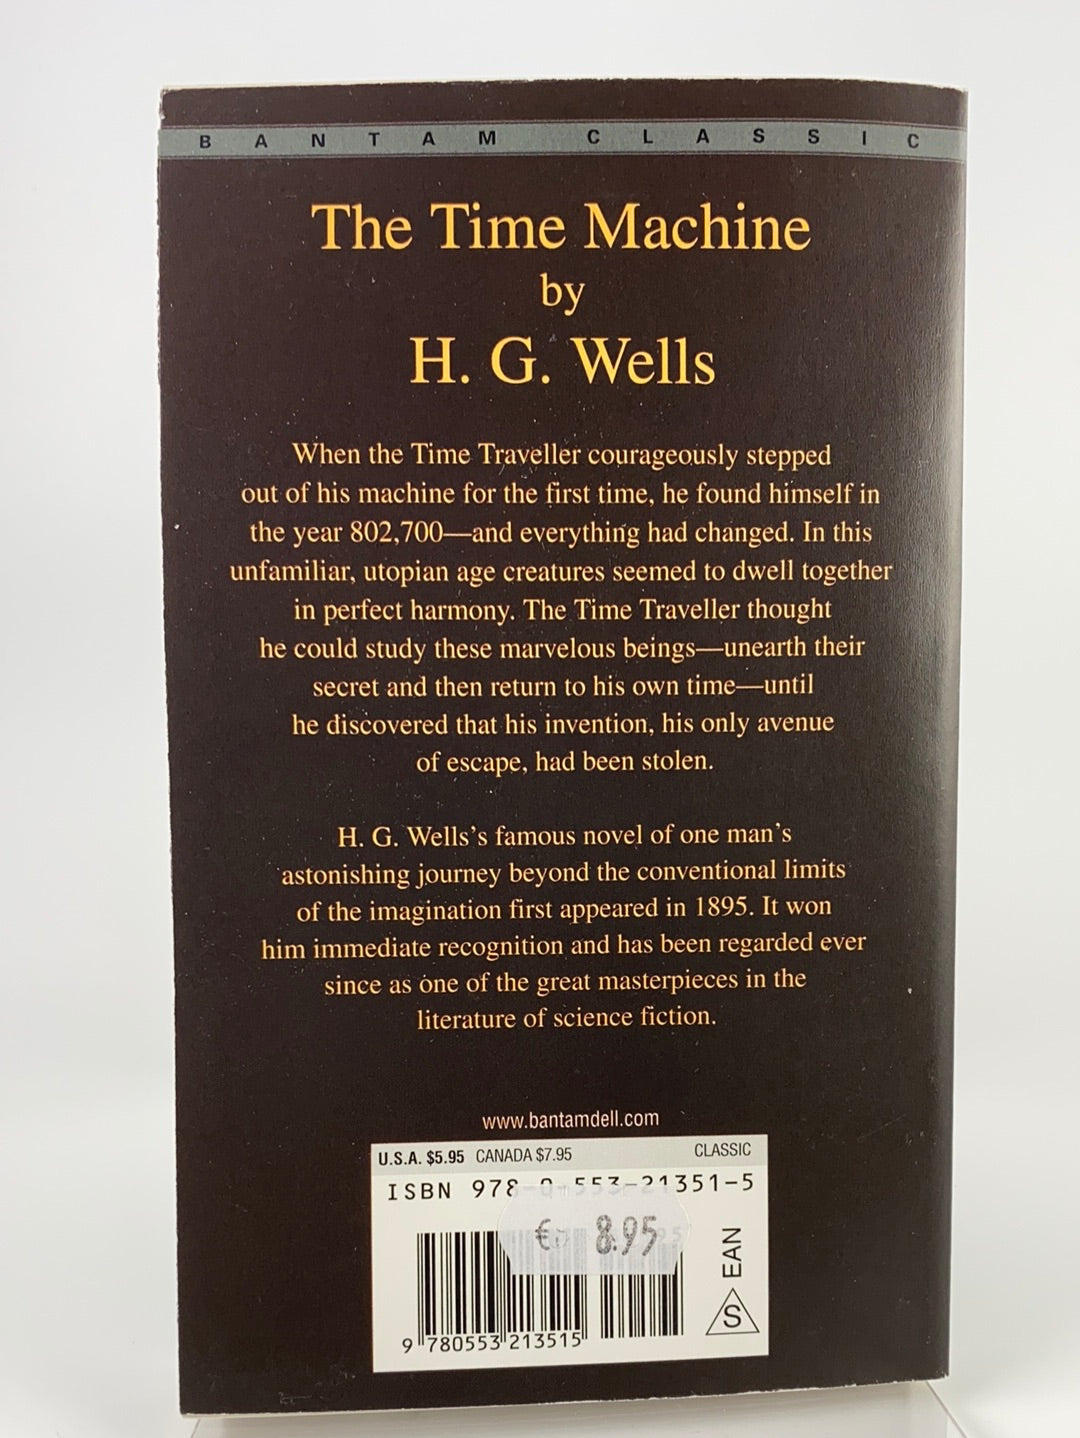 BANTAM CLASSIC
The Time Machine
by
H. G. Wells
When the Time Traveller courageously stepped
out of his machine for the first time, he found himself in
the year 802,700—and everything had changed. In this
unfamiliar, utopian age creatures seemed to dwell together
in perfect harmony. The Time Traveller thought
he could study these marvelous beings—unearth their
secret and then return to his own time—until
he discovered that his invention, his only avenue
of escape, had been stolen.
H. G. Wells's famous novel of one man's
astonishing journey beyond the conventional limits
of the imagination first appeared in 1895. It won
him immediate recognition and has been regarded ever
since as one of the great masterpieces in the
literature of science fiction.
www.bantamdell.com
U.S.A. $5.95 CANADA $7.95 CLASSIC
ISBN 978-0-553-21351-5
€ 8.95
EAN
S
9 780553 213515